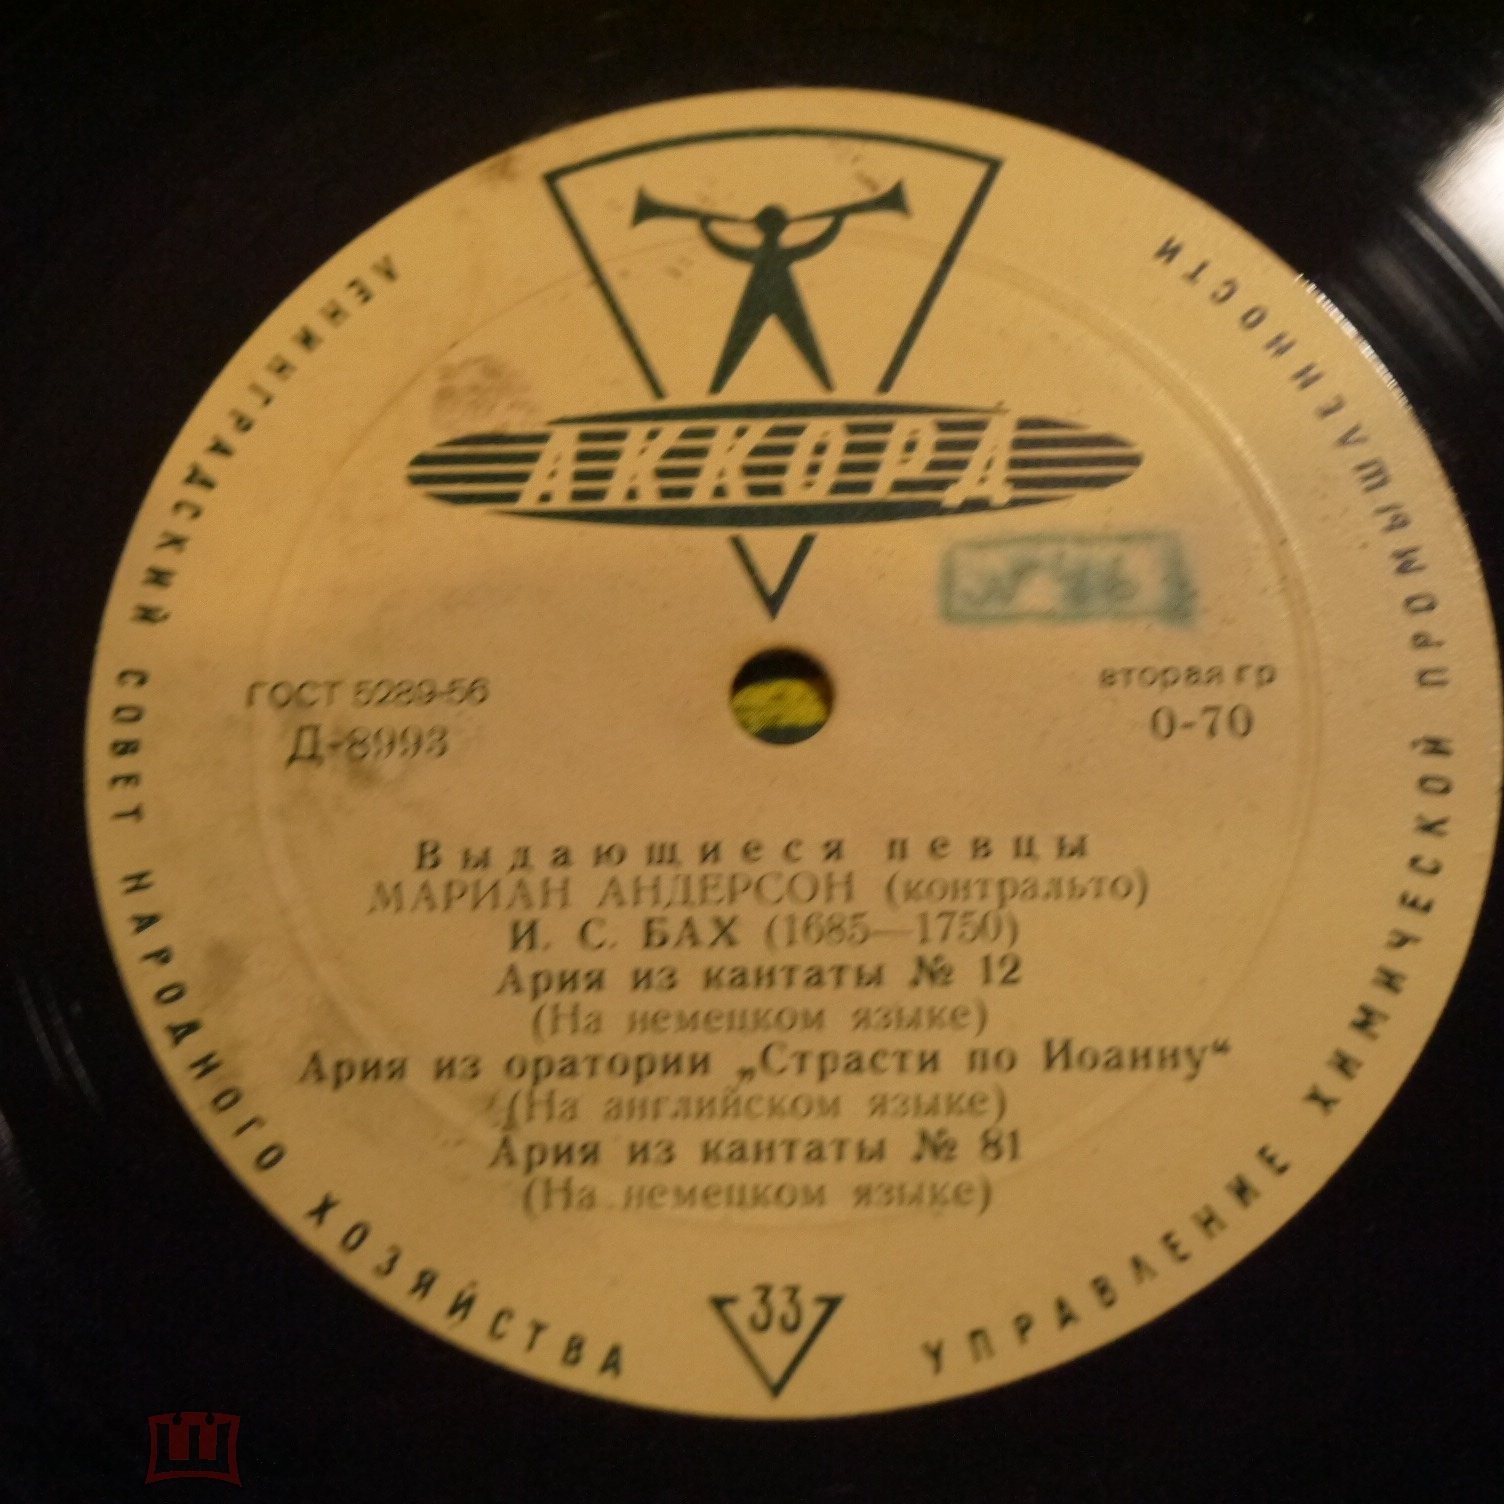 ЛЕНИНГРАДСКИЙ СОВЕТ НАРОДНОГО ХОЗЯЙСТВА
УПРАВЛЕНИЕ ХИМИЧЕСКОЙ ПРОМЫШЛЕННОСТИ
АККОРД
ГОСТ 5289-56
Д-8993
вторая гр
0-70
Выдающиеся певцы
МАРИАН АНДЕРСОН (контральто)
И. С. БАХ (1685—1750)
Ария из кантаты № 12
(На немецком языке)
Ария из оратории „Страсти по Иоанну“
(На английском языке)
Ария из кантаты № 81
(На немецком языке)
33